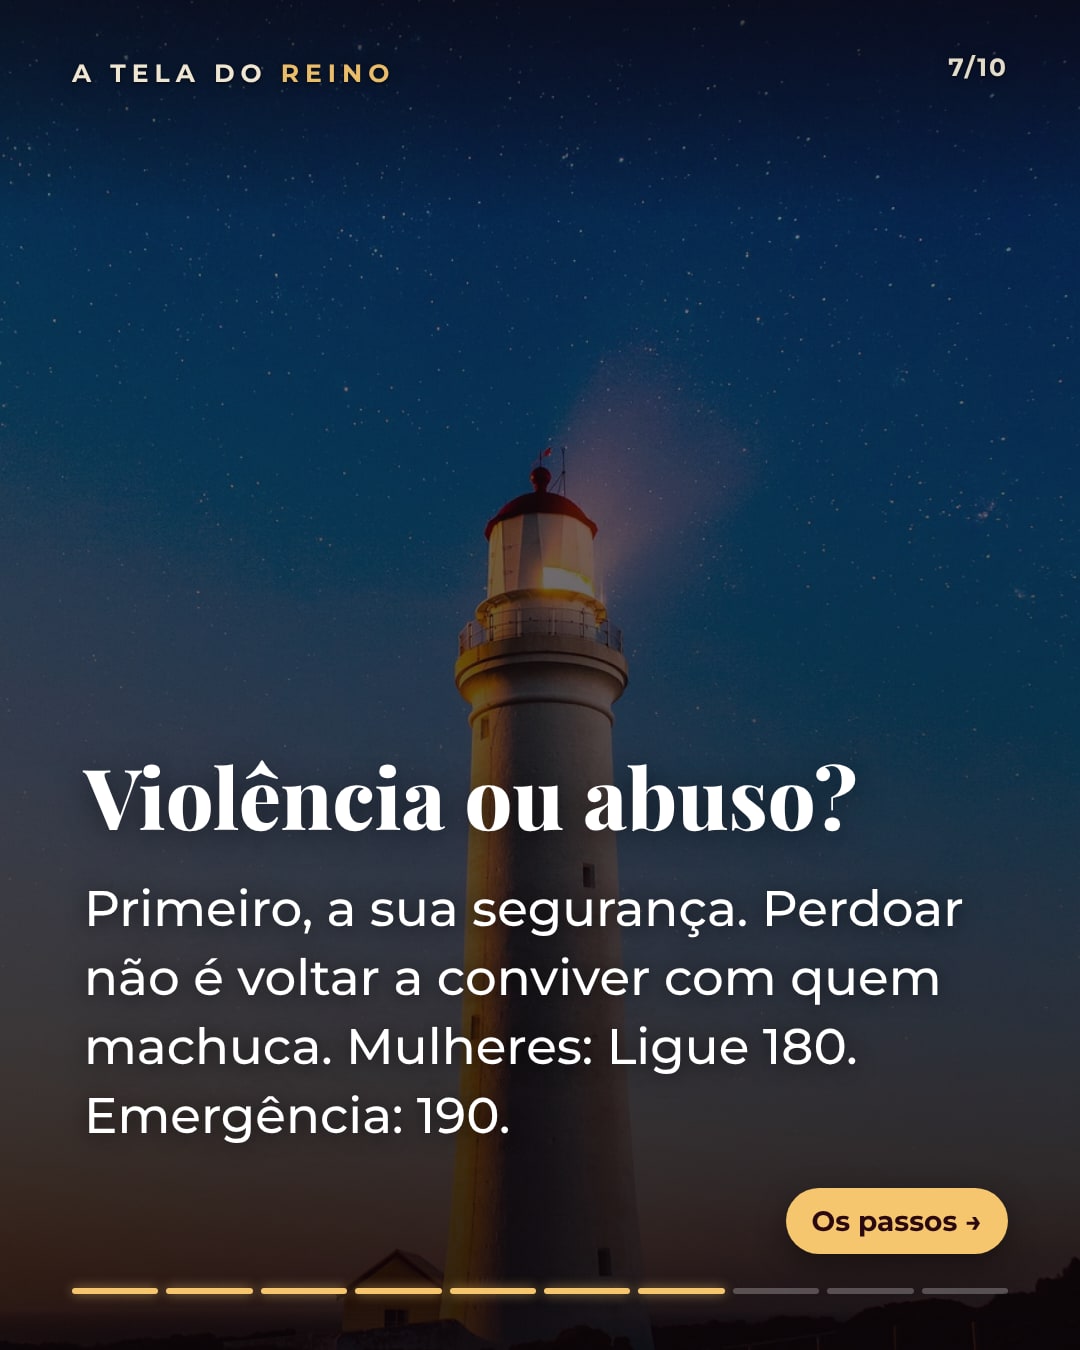 A TELA DO REINO
7/10
Violência ou abuso?
Primeiro, a sua segurança. Perdoar
não é voltar a conviver com quem
machuca. Mulheres: Ligue 180.
Emergência: 190.
Os passos →